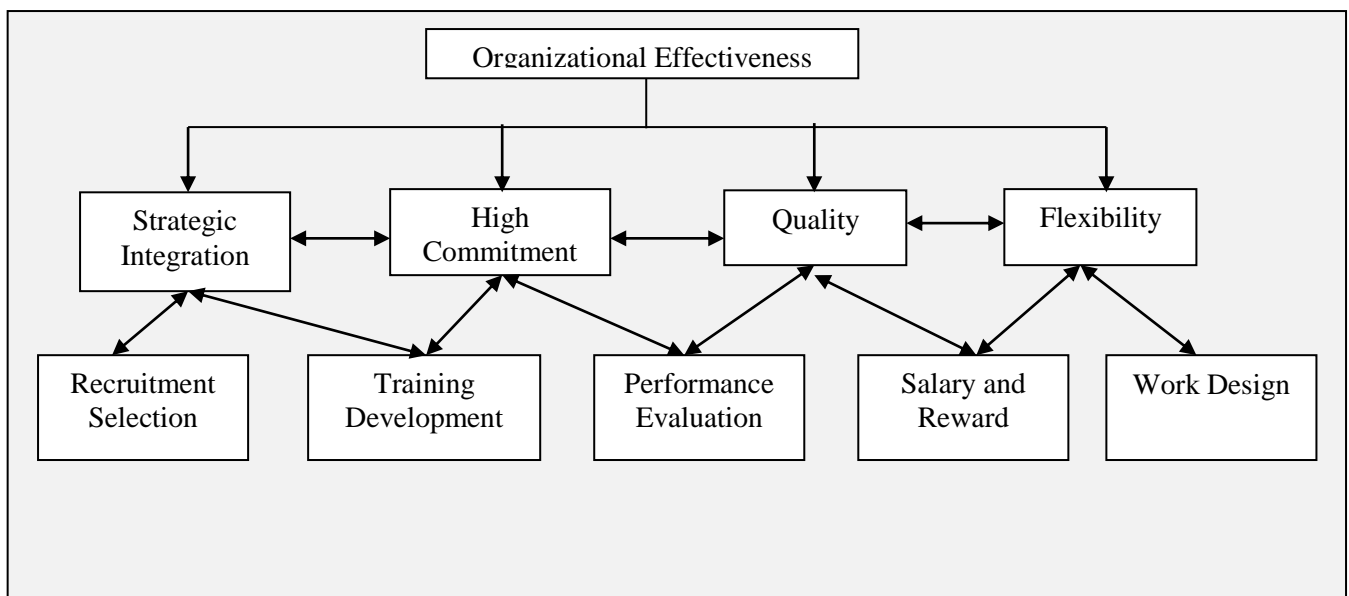 Organizational Effectiveness
Strategic
Integration
High
Commitment
Quality
Flexibility
Recruitment
Selection
Training
Development
Performance
Evaluation
Salary and
Reward
Work Design